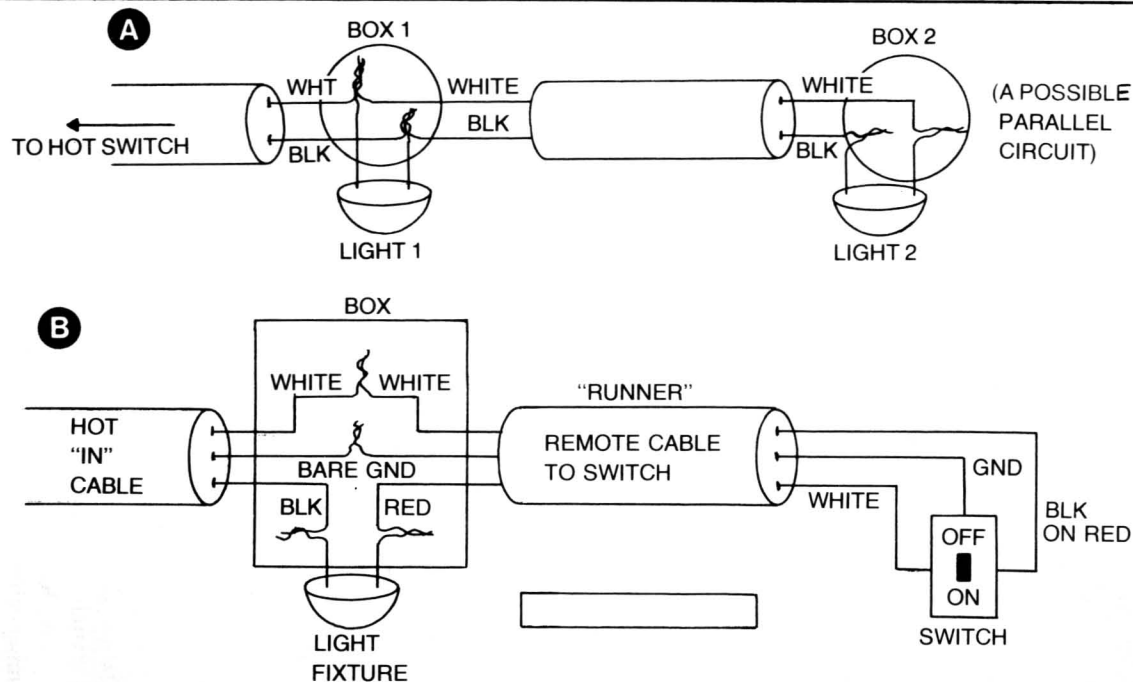 A
BOX 1
BOX 2
WHT
WHITE
WHITE
(A POSSIBLE
PARALLEL
CIRCUIT)
BLK
TO HOT SWITCH
BLK
BLK
LIGHT 1
LIGHT 2
B
BOX
WHITE
WHITE
"RUNNER"
HOT
"IN"
CABLE
REMOTE CABLE
TO SWITCH
BARE GND
GND
BLK
RED
WHITE
BLK
ON RED
OFF
ON
SWITCH
LIGHT
FIXTURE